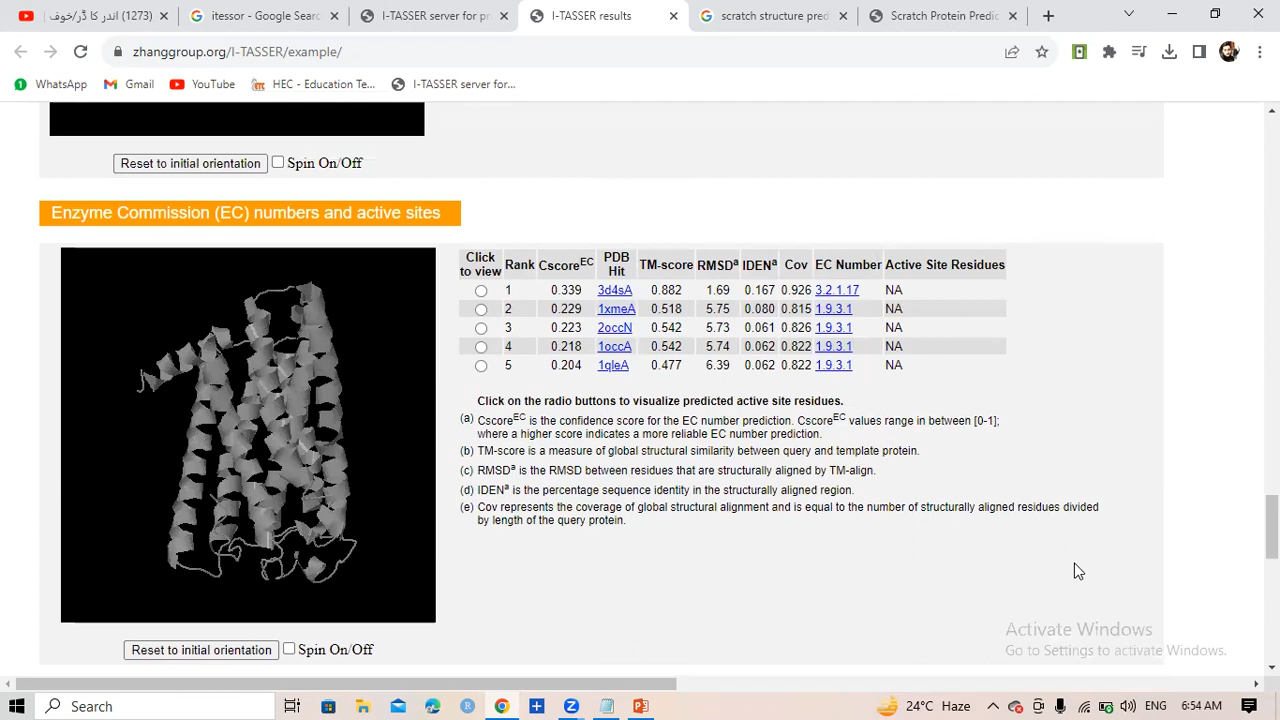 (1273) اندر کا ڈر/خوف
itessor - Google Searc
I-TASSER server for pr
I-TASSER results
scratch structure pred
Scratch Protein Predic
zhanggroup.org/I-TASSER/example/
WhatsApp
Gmail
YouTube
HEC - Education Te...
I-TASSER server for...
Reset to initial orientation
Spin On/Off
Enzyme Commission (EC) numbers and active sites
Click to view Rank CscoreEC PDB Hit TM-score RMSDa IDENa Cov EC Number Active Site Residues
1 0.339 3d4sA 0.882 1.69 0.167 0.926 3.2.1.17 NA
2 0.229 1xmeA 0.518 5.75 0.080 0.815 1.9.3.1 NA
3 0.223 2occN 0.542 5.73 0.061 0.826 1.9.3.1 NA
4 0.218 1occA 0.542 5.74 0.062 0.822 1.9.3.1 NA
5 0.204 1qleA 0.477 6.39 0.062 0.822 1.9.3.1 NA
Click on the radio buttons to visualize predicted active site residues.
(a) CscoreEC is the confidence score for the EC number prediction. CscoreEC values range in between [0-1];
where a higher score indicates a more reliable EC number prediction.
(b) TM-score is a measure of global structural similarity between query and template protein.
(c) RMSDa is the RMSD between residues that are structurally aligned by TM-align.
(d) IDENa is the percentage sequence identity in the structurally aligned region.
(e) Cov represents the coverage of global structural alignment and is equal to the number of structurally aligned residues divided
by length of the query protein.
Reset to initial orientation
Spin On/Off
Activate Windows
Go to Settings to activate Windows.
Search
24°C Haze
ENG
6:54 AM